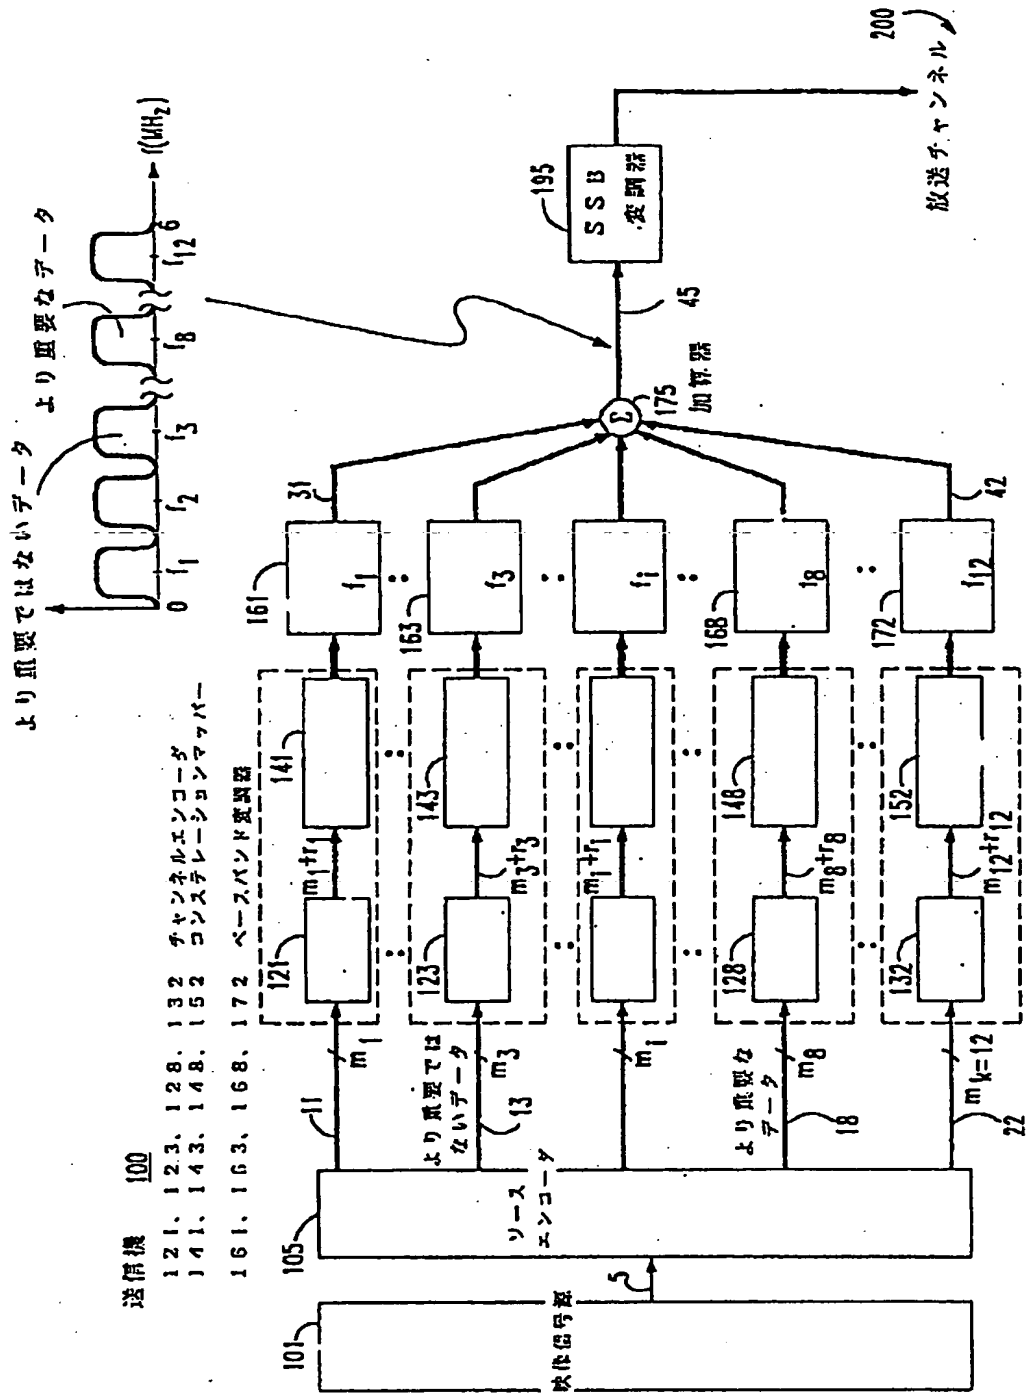 送信機 100
121、123、128、132 チャンネルエンコーダ
141、143、148、152 コンステレーションマッパー
161、163、168、172 ベースバンド変調器
より重要ではないデータ
より重要なデータ
0
f1
f2
f3
f8
f12
6
f(MHz)
101
映像信号源
5
105
ソース
エンコーダ
11
m1
121
m1+r1
141
161
f1
31
より重要では
ないデータ
13
m3
123
m3+r3
143
163
f3
mi
m1+r1
fi
より重要な
データ
18
m8
128
m8+r8
148
168
f8
22
mk=12
132
m12+r12
152
172
f12
42
Σ
175
加算器
45
195
SSB
変調器
200
放送チャンネル